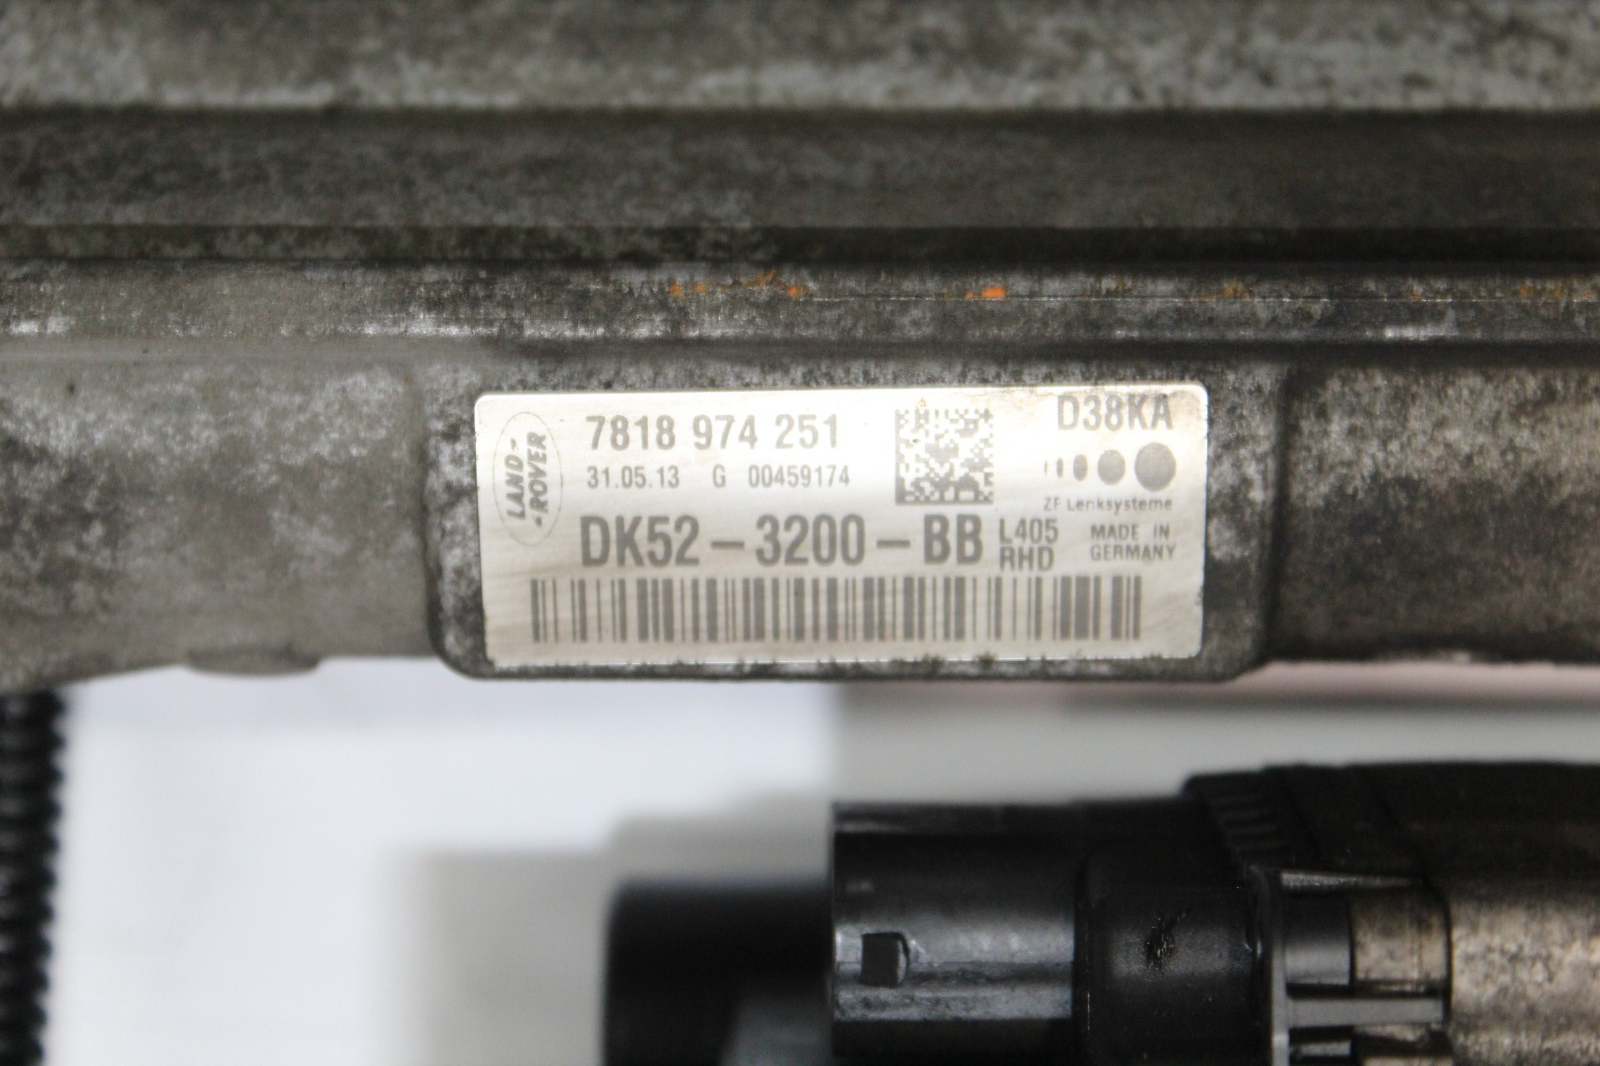 LAND-
-ROVER
7818 974 251
D38KA
31.05.13 G 00459174
ZF Lenksysteme
DK52-3200-BB
L405
RHD
MADE IN
GERMANY